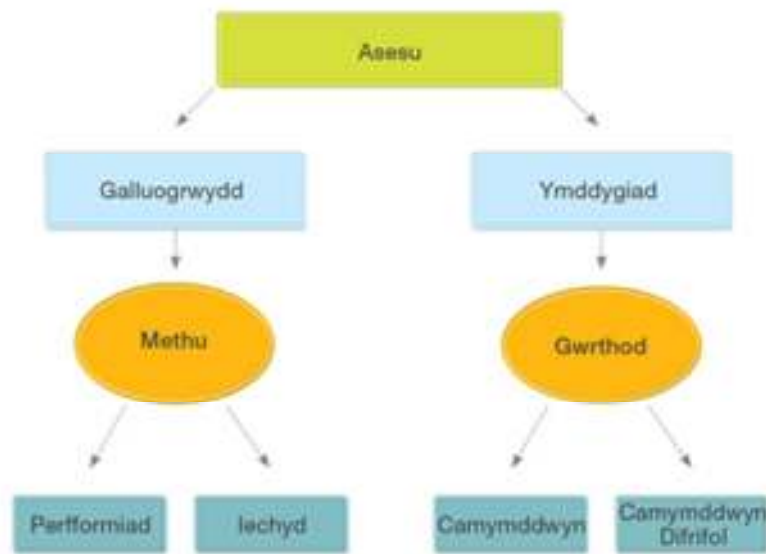 Asesu
Galluogrwydd
Ymddygiad
Methu
Gwrthod
Perfformiad
Iechyd
Camymddwyn
Camymddwyn
Difrifol